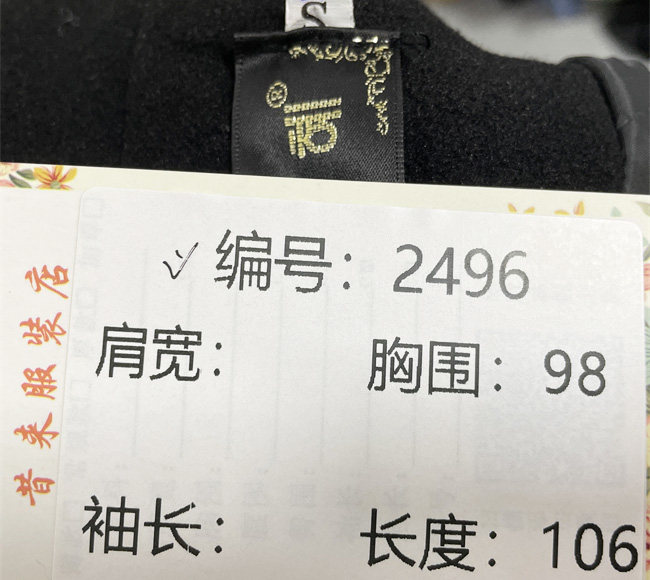 S
®
编号：2496
肩宽：
胸围：98
袖长：
长度：106
昔来服装店